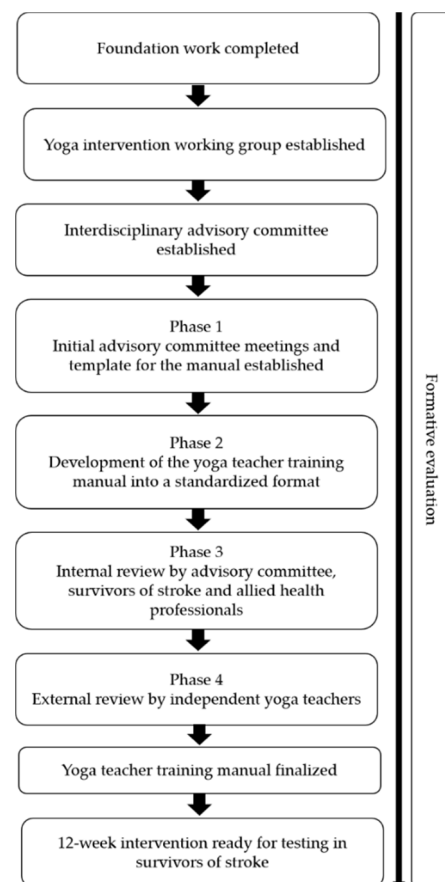 Foundation work completed
Yoga intervention working group established
Interdisciplinary advisory committee
established
Phase 1
Initial advisory committee meetings and
template for the manual established
Phase 2
Development of the yoga teacher training
manual into a standardized format
Phase 3
Internal review by advisory committee,
survivors of stroke and allied health
professionals
Phase 4
External review by independent yoga teachers
Yoga teacher training manual finalized
12-week intervention ready for testing in
survivors of stroke
Formative evaluation